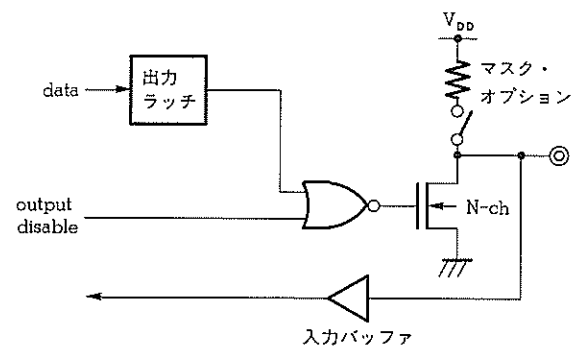 V_DD
マスク・
オプション
出力
ラッチ
data
N-ch
output
disable
入力バッファ